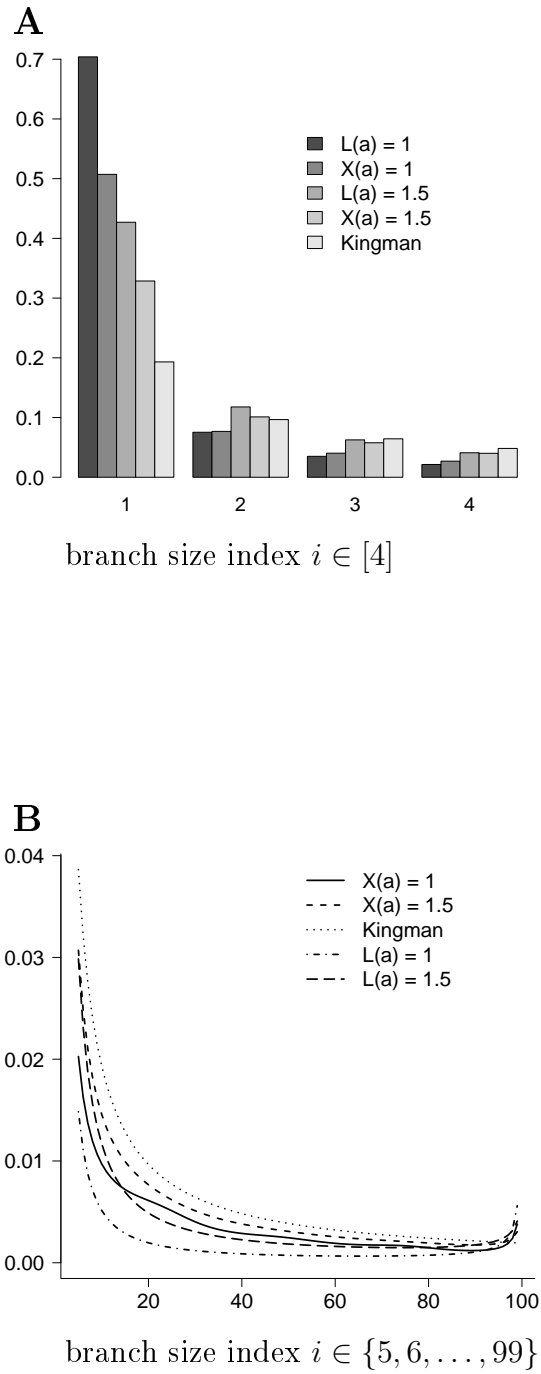 A
0.7
0.6
0.5
0.4
0.3
0.2
0.1
0.0
L(a) = 1
X(a) = 1
L(a) = 1.5
X(a) = 1.5
Kingman
1 2 3 4
branch size index i ∈ [4]
B
0.04
0.03
0.02
0.01
0.00
X(a) = 1
X(a) = 1.5
Kingman
L(a) = 1
L(a) = 1.5
20 40 60 80 100
branch size index i ∈ {5, 6, . . . , 99}